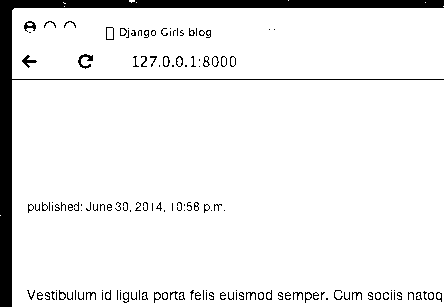 Django Girls blog
127.0.0.1:8000
published: June 30, 2014, 10:58 p.m.
Vestibulum id ligula porta felis euismod semper. Cum sociis natoq